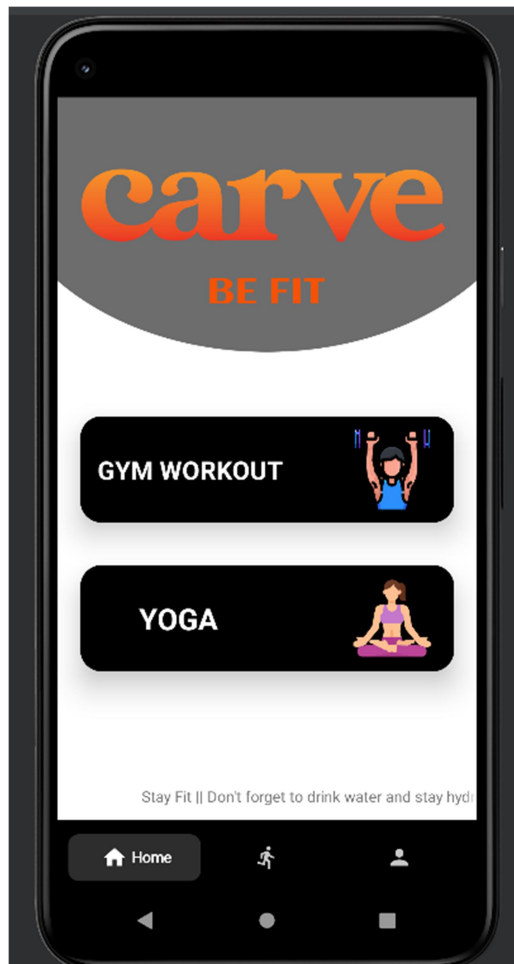 carve
BE FIT
GYM WORKOUT
YOGA
Stay Fit || Don't forget to drink water and stay hydr
Home